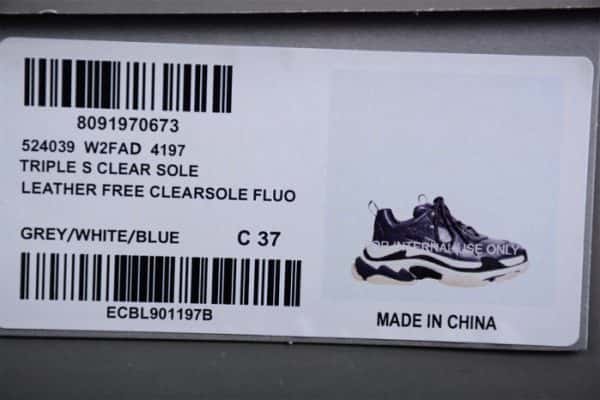 8091970673
524039 W2FAD 4197
TRIPLE S CLEAR SOLE
LEATHER FREE CLEARSOLE FLUO
GREY/WHITE/BLUE C 37
ECBL901197B
INTERNAL USE ONLY
MADE IN CHINA